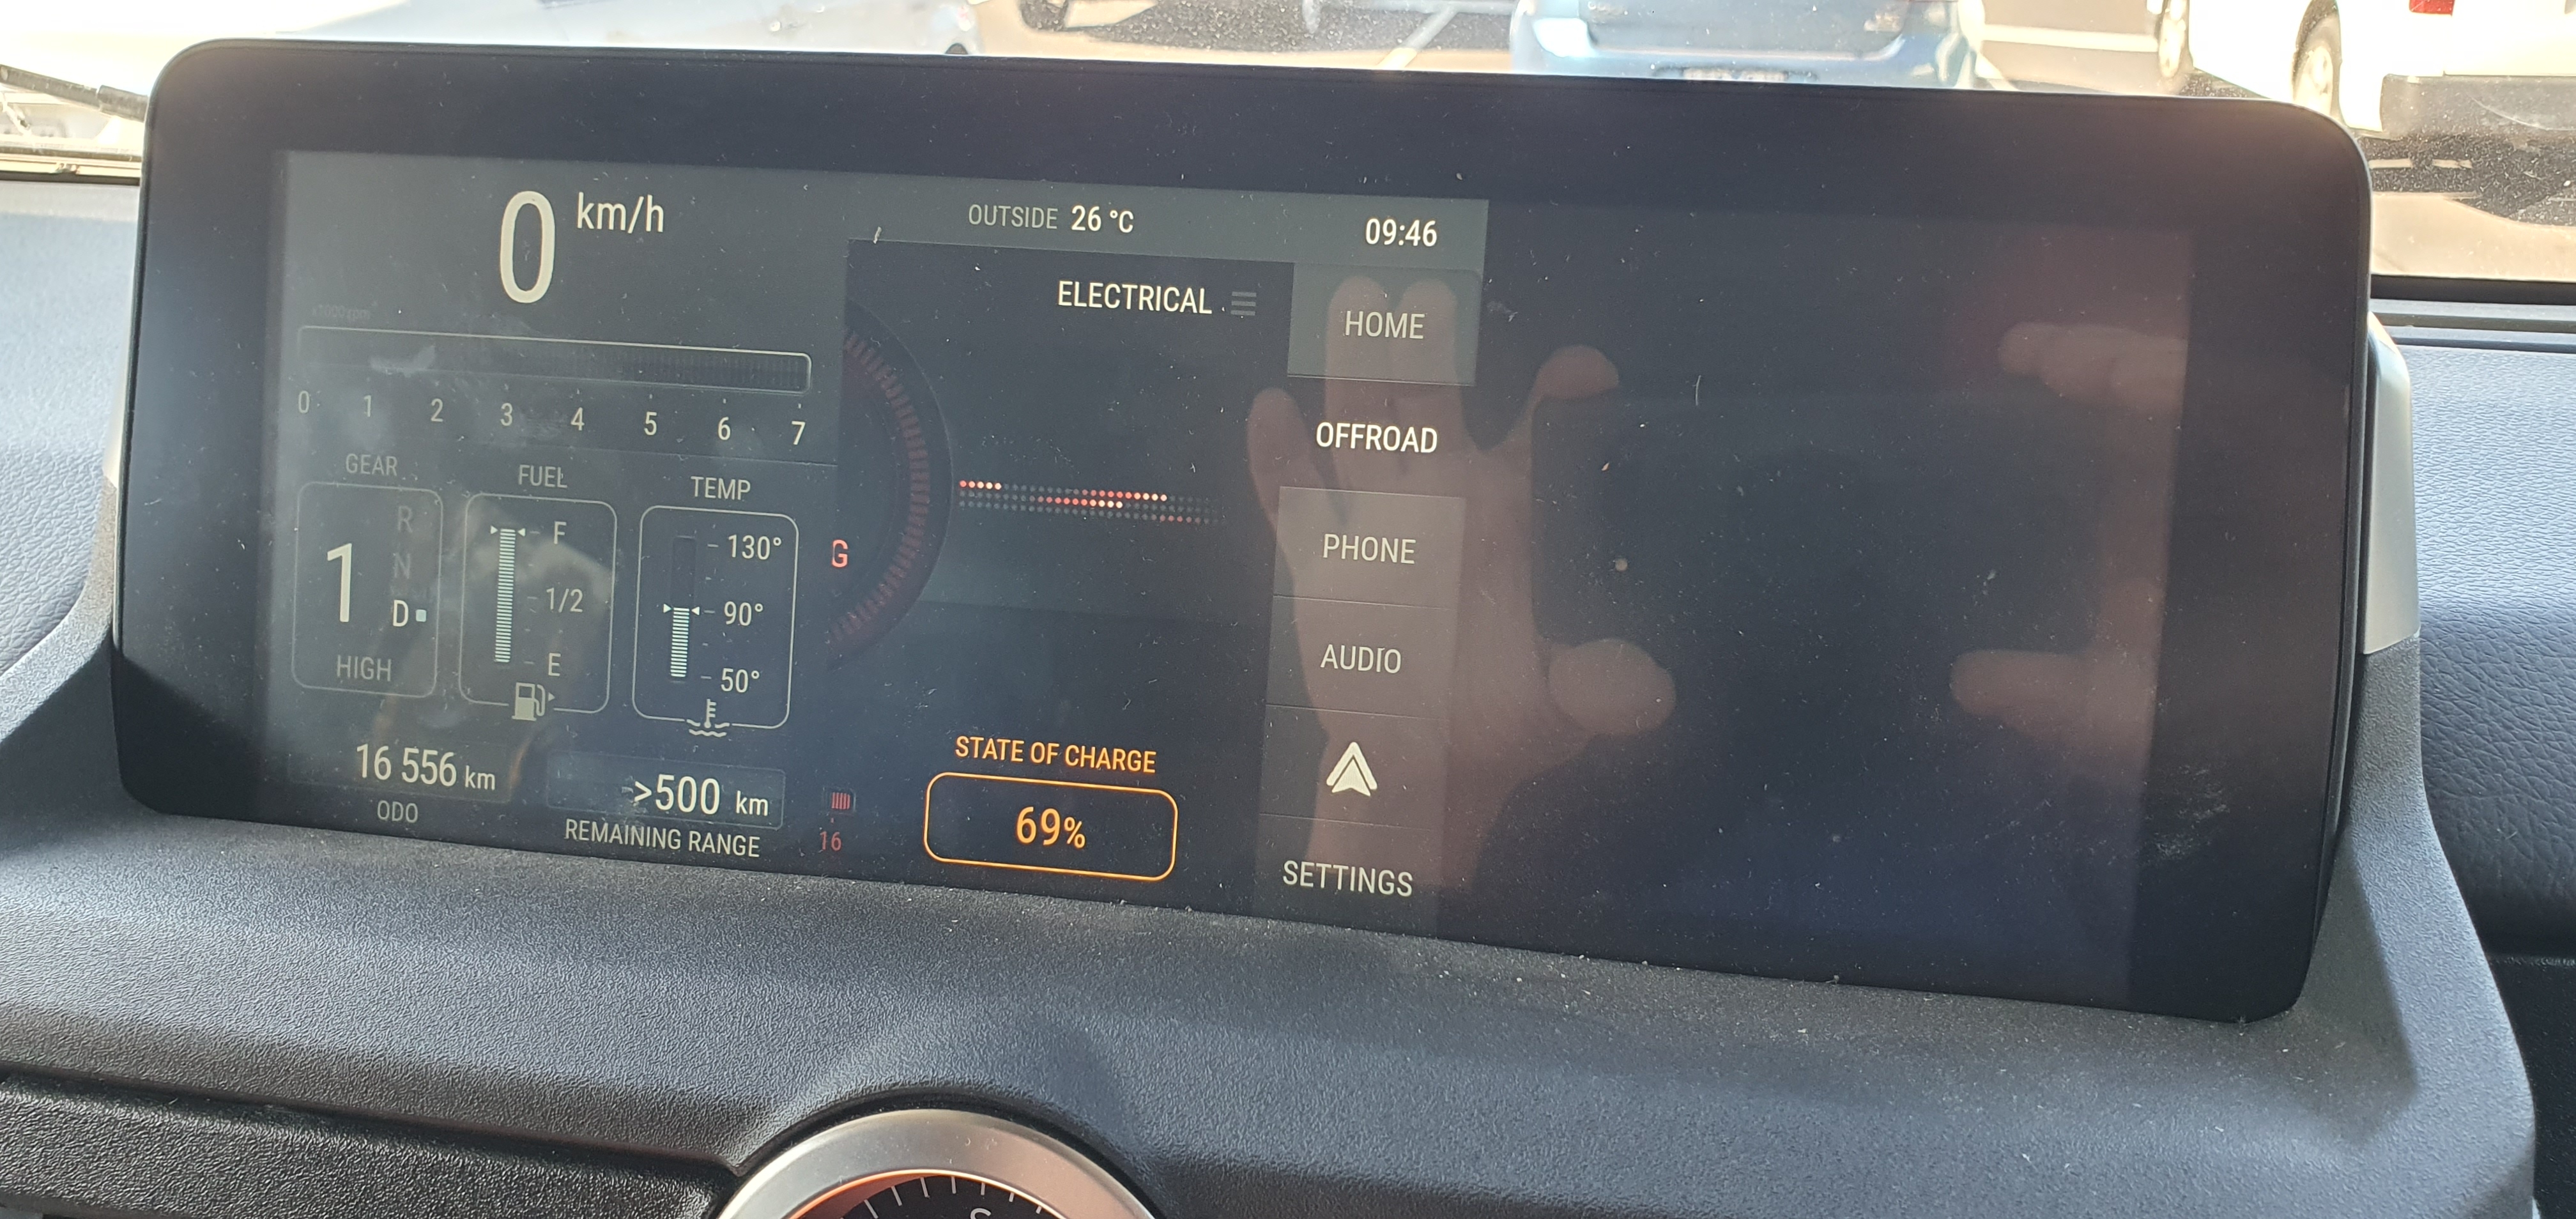 0 km/h
OUTSIDE 26 °C
09:46
x1000 rpm
0 1 2 3 4 5 6 7
ELECTRICAL
HOME
OFFROAD
PHONE
AUDIO
SETTINGS
GEAR
R
N
1 D
HIGH
FUEL
F
1/2
E
TEMP
130°
90°
50°
G
16 556 km
ODO
>500 km
REMAINING RANGE
16
STATE OF CHARGE
69%